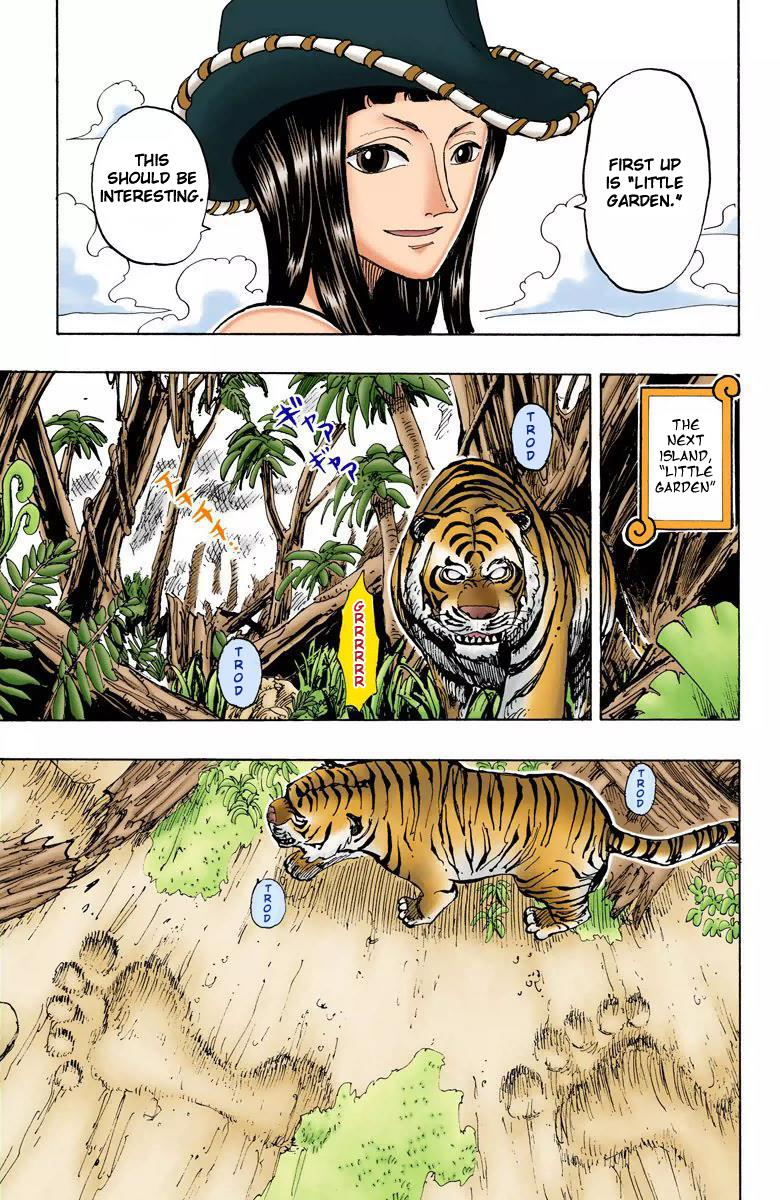 FIRST UP
IS "LITTLE
GARDEN."
THIS
SHOULD BE
INTERESTING.
THE
NEXT
ISLAND,
"LITTLE
GARDEN"
TROD
ギャア
ギャア
GRRRRRR
TROD
TROD
TROD